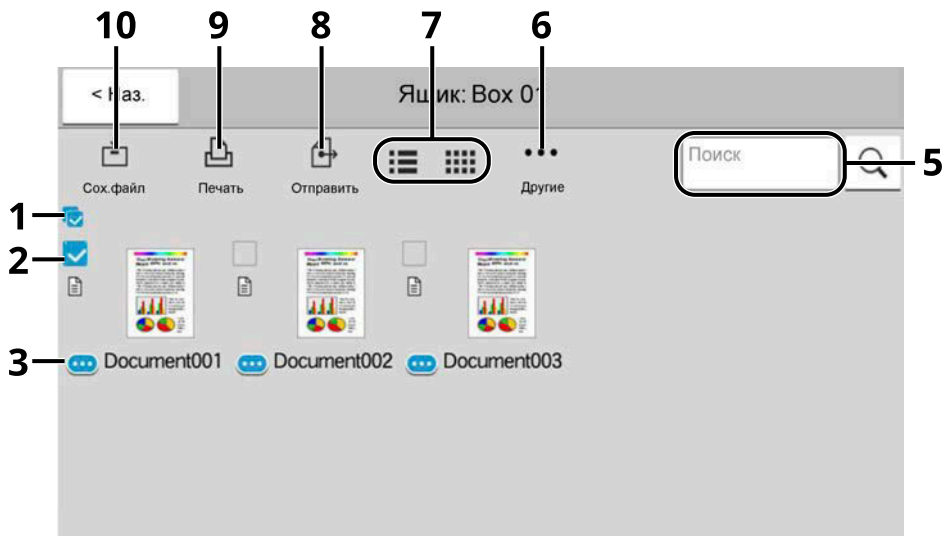 10 9 8 7 6
< Наз. Ящик: Box 01
Поиск
5
Сох.файл Печать Отправить Другие
1
2
3 Document001 Document002 Document003